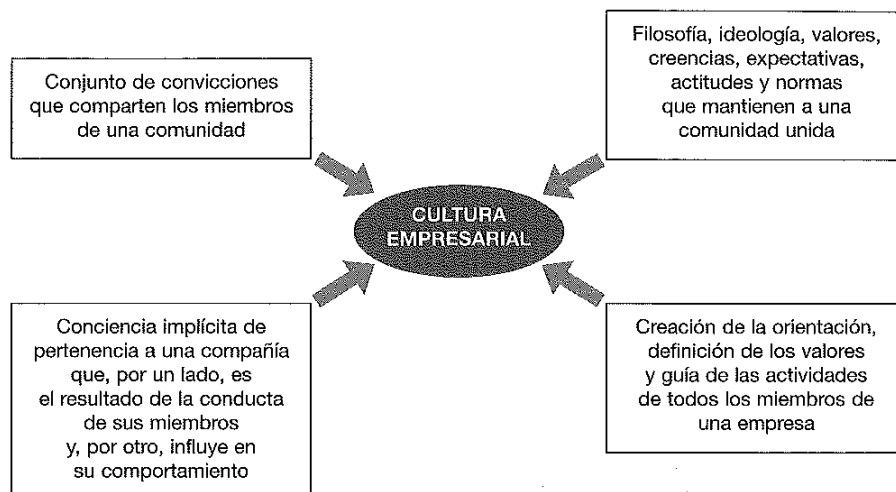 Conjunto de convicciones
que comparten los miembros
de una comunidad
Filosofía, ideología, valores,
creencias, expectativas,
actitudes y normas
que mantienen a una
comunidad unida
CULTURA
EMPRESARIAL
Conciencia implícita de
pertenencia a una compañía
que, por un lado, es
el resultado de la conducta
de sus miembros
y, por otro, influye en
su comportamiento
Creación de la orientación,
definición de los valores
y guía de las actividades
de todos los miembros de
una empresa